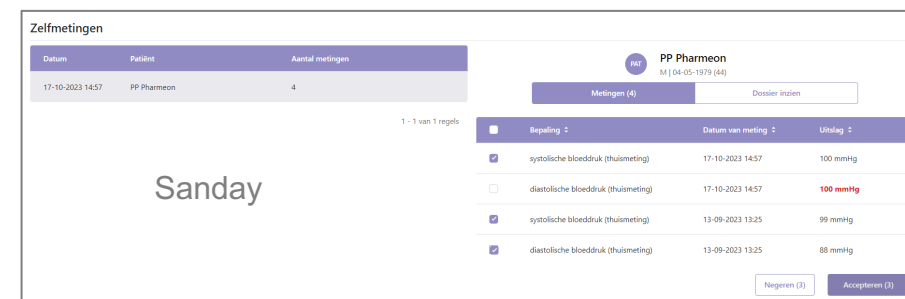 Zelfmetingen
Datum Patiënt Aantal metingen
17-10-2023 14:57 PP Pharmeon 4
1 - 1 van 1 regels
Sanday
PAT
PP Pharmeon
M | 04-05-1979 (44)
Metingen (4) Dossier inzien
Bepaling Datum van meting Uitslag
systolische bloeddruk (thuismeting) 17-10-2023 14:57 100 mmHg
diastolische bloeddruk (thuismeting) 17-10-2023 14:57 100 mmHg
systolische bloeddruk (thuismeting) 13-09-2023 13:25 99 mmHg
diastolische bloeddruk (thuismeting) 13-09-2023 13:25 88 mmHg
Negeren (3) Accepteren (3)